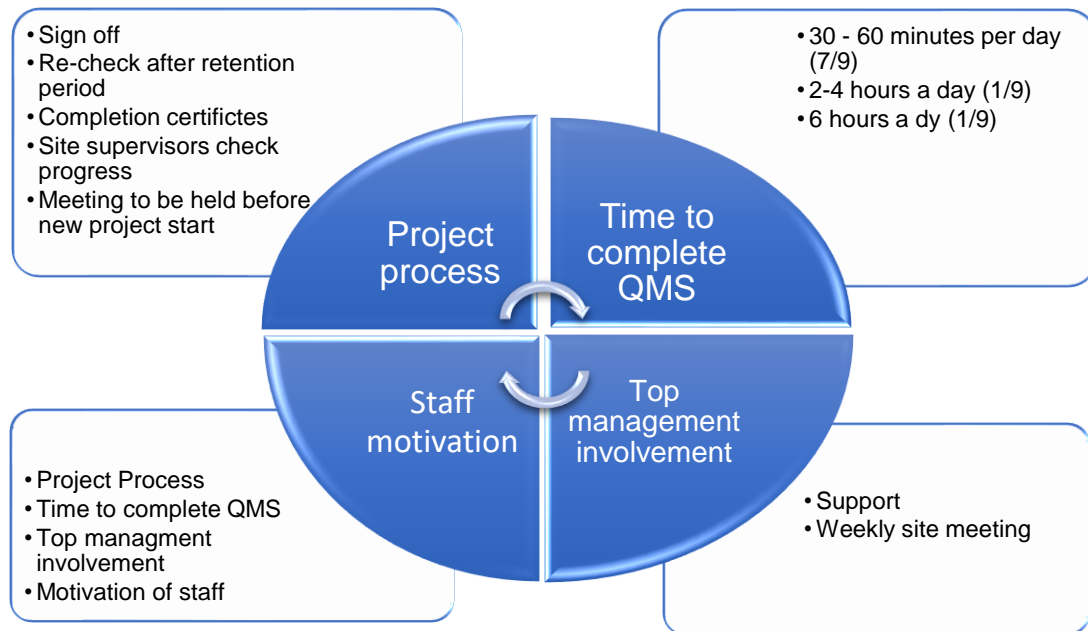 • Sign off
• Re-check after retention
period
• Completion certifictes
• Site supervisors check
progress
• Meeting to be held before
new project start
• 30 - 60 minutes per day
(7/9)
• 2-4 hours a day (1/9)
• 6 hours a dy (1/9)
Project
process
Time to
complete
QMS
Staff
motivation
Top
management
involvement
• Project Process
• Time to complete QMS
• Top managment
involvement
• Motivation of staff
• Support
• Weekly site meeting